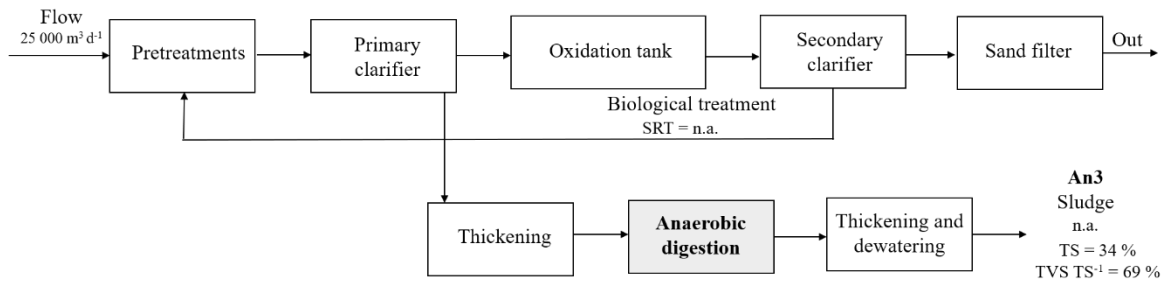 Flow
25 000 m³ d⁻¹
Pretreatments
Primary
clarifier
Oxidation tank
Secondary
clarifier
Sand filter
Out
Biological treatment
SRT = n.a.
Thickening
Anaerobic
digestion
Thickening and
dewatering
An3
Sludge
n.a.
TS = 34 %
TVS TS⁻¹ = 69 %